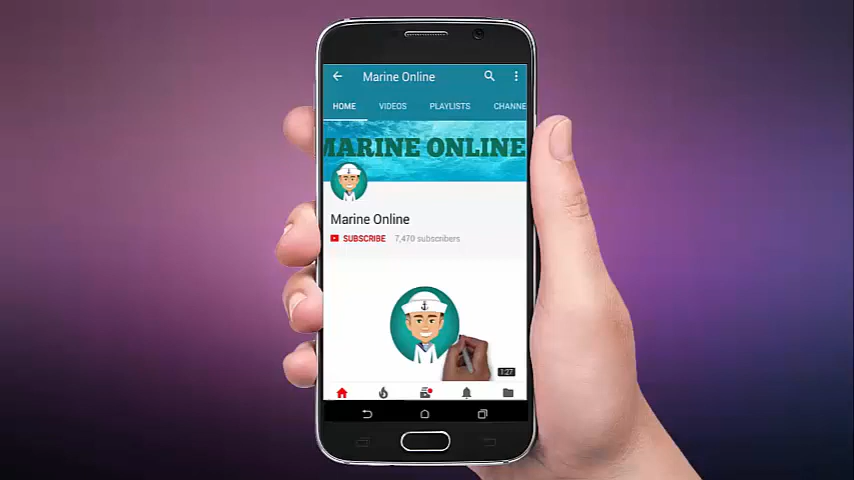 Marine Online
HOME VIDEOS PLAYLISTS CHANNE
MARINE ONLINE
Marine Online
SUBSCRIBE 7,470 subscribers
1:27